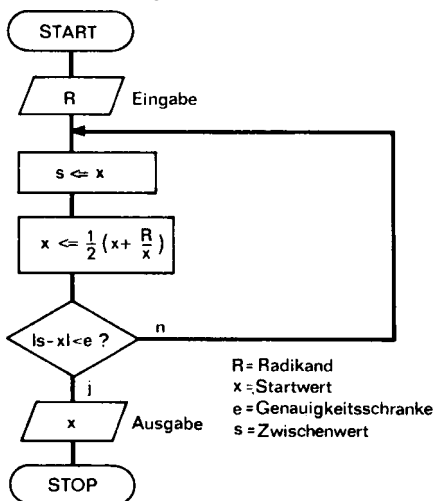 START
R Eingabe
s <= x
x <= 1/2 (x + R/x)
|s-x|<e ?
n
j
R = Radikand
x = Startwert
e = Genauigkeitsschranke
s = Zwischenwert
x Ausgabe
STOP